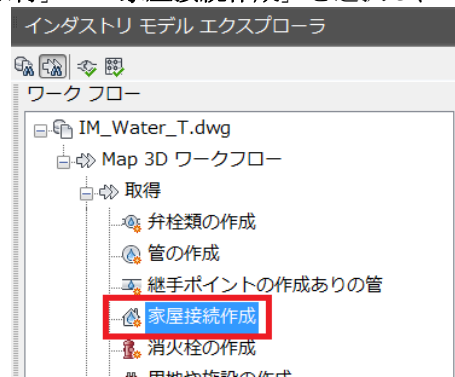 インダストリ モデル エクスプローラ
ワーク フロー
IM_Water_T.dwg
Map 3D ワークフロー
取得
弁栓類の作成
管の作成
継手ポイントの作成ありの管
家屋接続作成
消火栓の作成